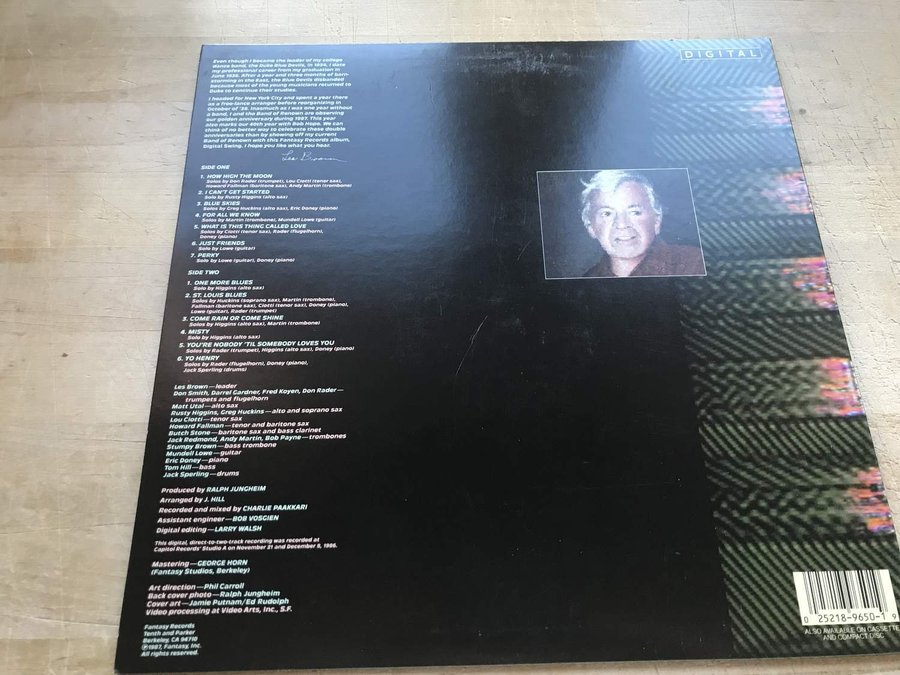 DIGITAL
Even though I became the leader of my college
dance band, the Duke Blue Devils, in 1934, I date
my professional career from my graduation in
June 1936. After a year and three months of barn-
storming in the East, the Blue Devils disbanded
because most of the young musicians returned to
Duke to continue their studies.
I headed for New York City and spent a year there
as a free-lance arranger before reorganizing in
October of '38. Inasmuch as I was one year without
a band, I and the Band of Renown are observing
our golden anniversary during 1987. This year
also marks our 40th year with Bob Hope. We can
think of no better way to celebrate these double
anniversaries than by showing off my current
Band of Renown with this Fantasy Records album,
Digital Swing. I hope you like what you hear.
Les Brown
SIDE ONE
1. HOW HIGH THE MOON
Solos by Don Rader (trumpet), Lou Ciotti (tenor sax),
Howard Fallman (baritone sax), Andy Martin (trombone)
2. I CAN'T GET STARTED
Solo by Rusty Higgins (alto sax)
3. BLUE SKIES
Solos by Greg Huckins (alto sax), Eric Doney (piano)
4. FOR ALL WE KNOW
Solos by Martin (trombone), Mundell Lowe (guitar)
5. WHAT IS THIS THING CALLED LOVE
Solos by Ciotti (tenor sax), Rader (flugelhorn),
Doney (piano)
6. JUST FRIENDS
Solo by Lowe (guitar)
7. PERKY
Solo by Lowe (guitar), Doney (piano)
SIDE TWO
1. ONE MORE BLUES
Solo by Higgins (alto sax)
2. ST. LOUIS BLUES
Solos by Huckins (soprano sax), Martin (trombone),
Fallman (baritone sax), Ciotti (tenor sax), Doney (piano),
Lowe (guitar), Rader (trumpet)
3. COME RAIN OR COME SHINE
Solos by Higgins (alto sax), Martin (trombone)
4. MISTY
Solo by Higgins (alto sax)
5. YOU'RE NOBODY 'TIL SOMEBODY LOVES YOU
Solos by Rader (trumpet), Higgins (alto sax), Doney (piano)
6. YO HENRY
Solos by Rader (flugelhorn), Doney (piano),
Jack Sperling (drums)
Les Brown—leader
Don Smith, Darrel Gardner, Fred Koyen, Don Rader—
trumpets and flugelhorn
Matt Utal—alto sax
Rusty Higgins, Greg Huckins—alto and soprano sax
Lou Ciotti—tenor sax
Howard Fallman—tenor and baritone sax
Butch Stone—baritone sax and bass clarinet
Jack Redmond, Andy Martin, Bob Payne—trombones
Stumpy Brown—bass trombone
Mundell Lowe—guitar
Eric Doney—piano
Tom Hill—bass
Jack Sperling—drums
Produced by RALPH JUNGHEIM
Arranged by J. HILL
Recorded and mixed by CHARLIE PAAKKARI
Assistant engineer—BOB VOSGIEN
Digital editing—LARRY WALSH
This digital, direct-to-two-track recording was recorded at
Capitol Records' Studio A on November 21 and December 9, 1986.
Mastering—GEORGE HORN
(Fantasy Studios, Berkeley)
Art direction—Phil Carroll
Back cover photo—Ralph Jungheim
Cover art—Jamie Putnam/Ed Rudolph
Video processing at Video Arts, Inc., S.F.
Fantasy Records
Tenth and Parker
Berkeley, CA 94710
℗1987, Fantasy, Inc.
All rights reserved.
0 25218-9650-1 9
ALSO AVAILABLE ON CASSETTE
AND COMPACT DISC